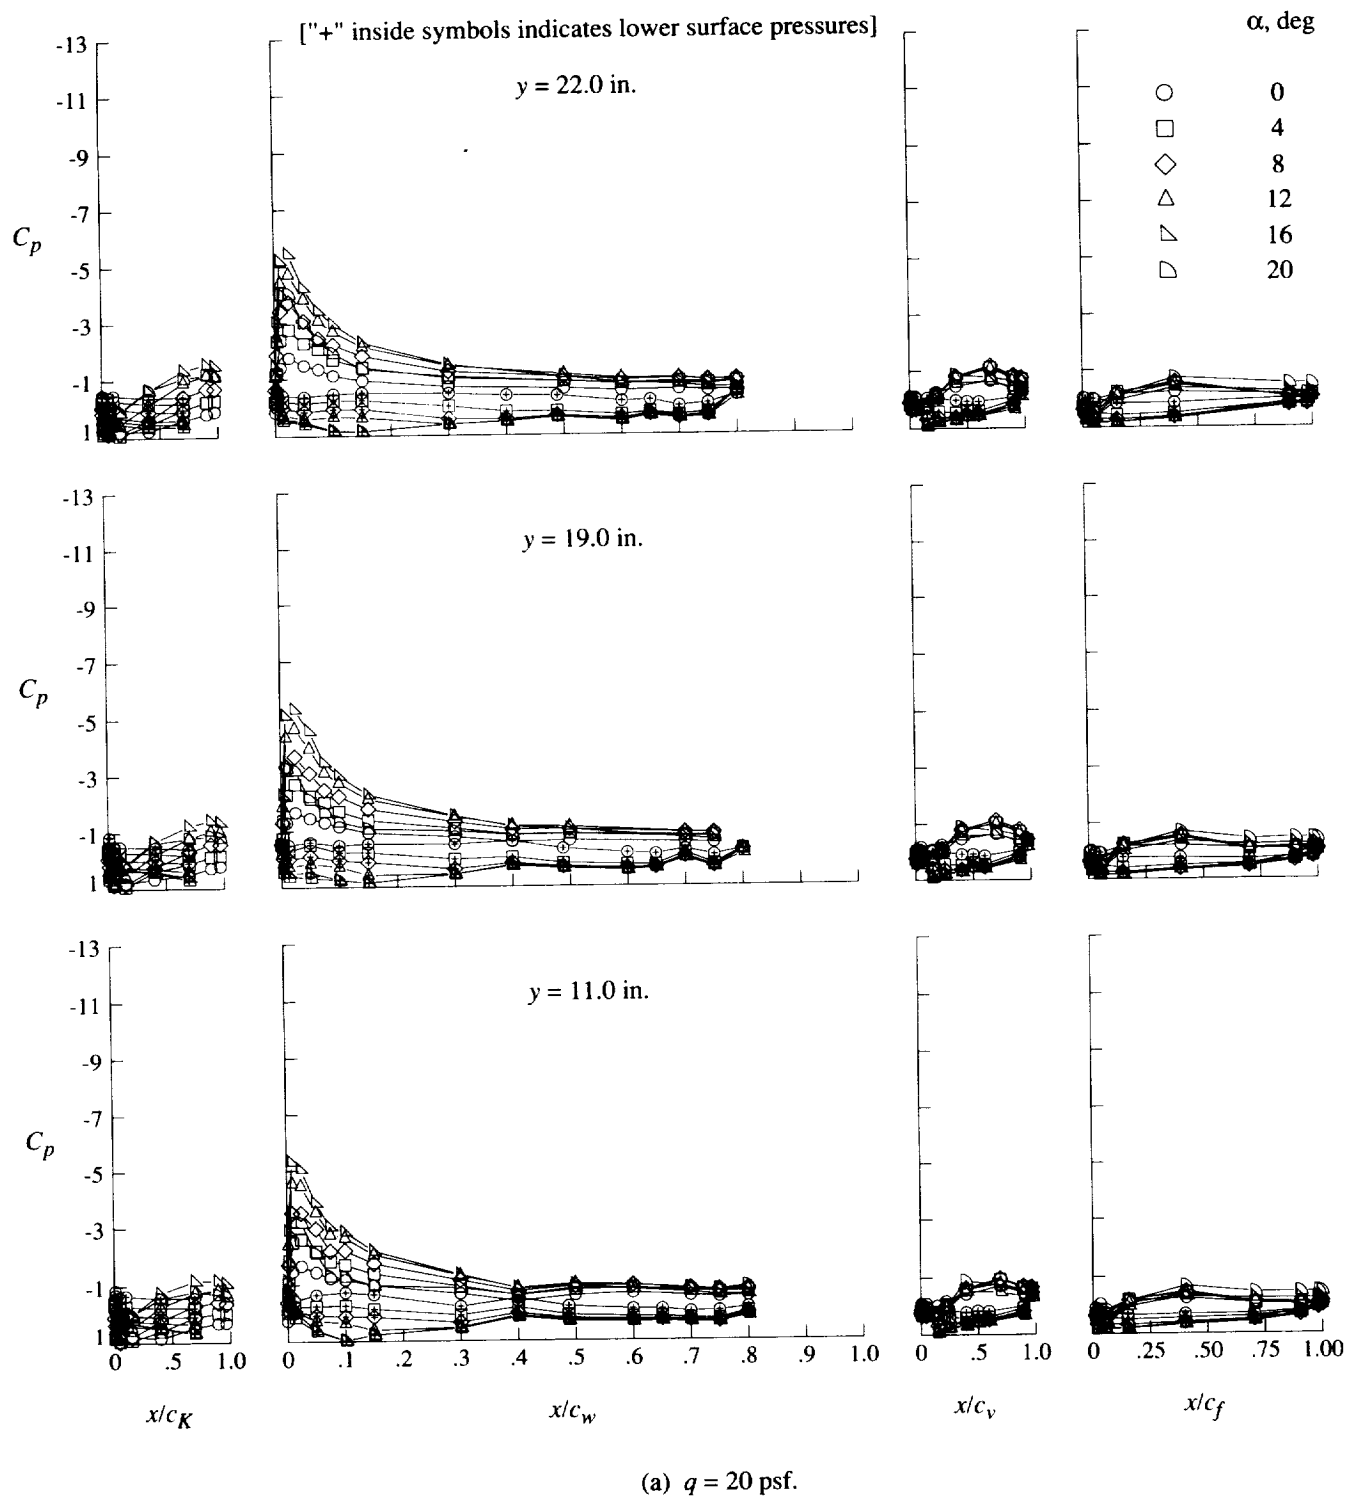 ["+" inside symbols indicates lower surface pressures]
α, deg
y = 22.0 in.
0
4
8
12
16
20
-13
-11
-9
-7
-5
-3
-1
1
C_p
y = 19.0 in.
-13
-11
-9
-7
-5
-3
-1
1
C_p
y = 11.0 in.
-13
-11
-9
-7
-5
-3
-1
1
C_p
0 .5 1.0 0 .1 .2 .3 .4 .5 .6 .7 .8 .9 1.0 0 .5 1.0 0 .25 .50 .75 1.00
x/c_K x/c_w x/c_v x/c_f
(a) q = 20 psf.